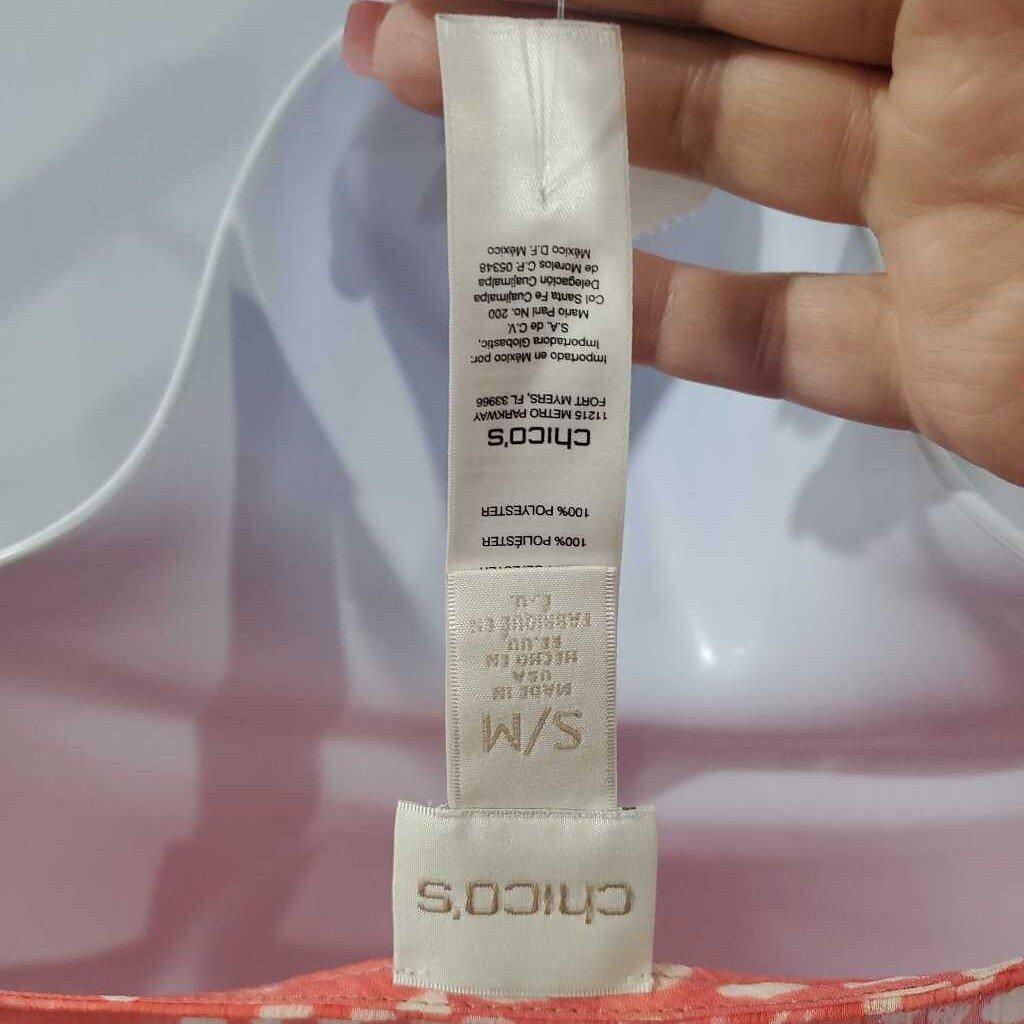 chico's
S/M
MADE IN
USA
HECHO EN
EE.UU.
FABRIQUÉ EN
É.-U.
100% POLIÉSTER
100% POLYESTER
chico's
11215 METRO PARKWAY
FORT MYERS, FL 33966
Importado en México por:
Importadora Globastic,
S.A. de C.V.
Mario Pani No. 200
Col Santa Fe Cuajimalpa
Delegación Cuajimalpa
de Morelos C.P. 05348
México D.F. México